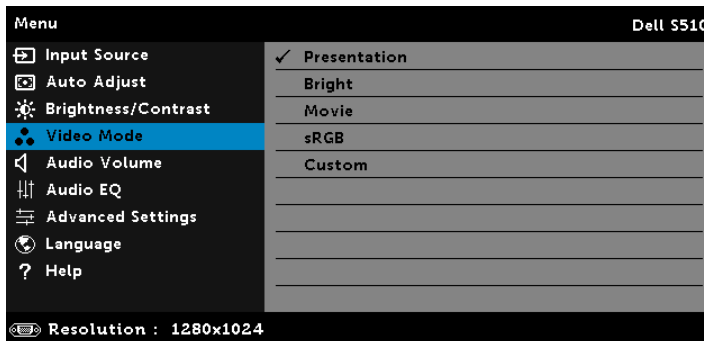 Menu
Dell S510
Input Source
Auto Adjust
Brightness/Contrast
Video Mode
Audio Volume
Audio EQ
Advanced Settings
Language
? Help
✓ Presentation
Bright
Movie
sRGB
Custom
Resolution : 1280x1024